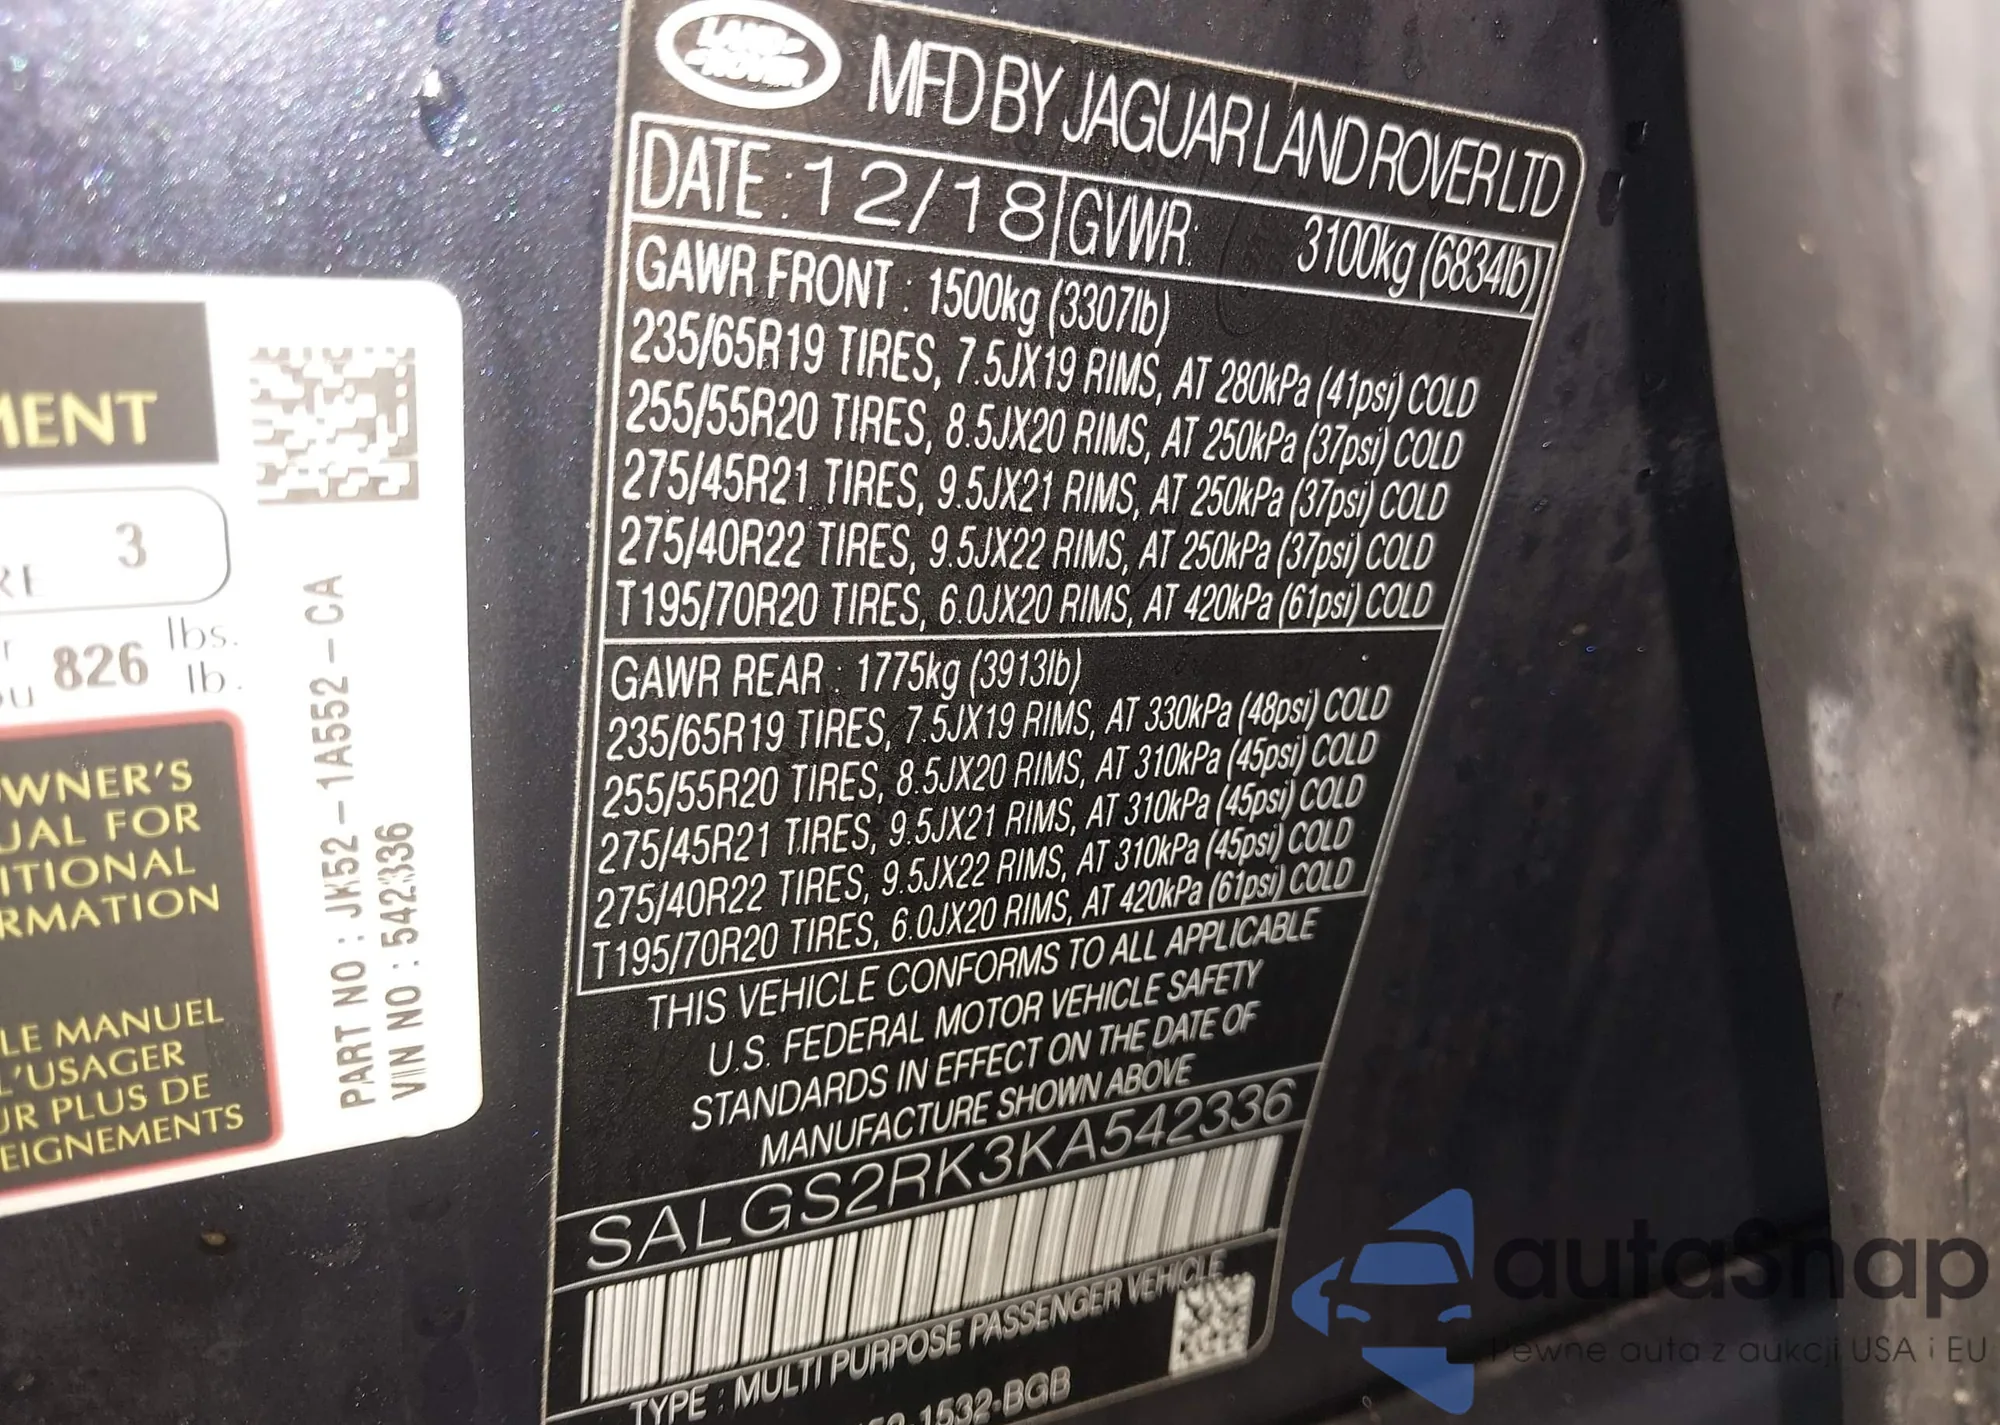 MENT
RE 3
826 lbs.
lb.
OWNER'S
UAL FOR
ITIONAL
RMATION
LE MANUEL
L'USAGER
UR PLUS DE
EIGNEMENTS
PART NO : JK52-1A552-CA
VIN NO : 542336
LAND-
-ROVER
MFD BY JAGUAR LAND ROVER LTD
DATE : 12/18 GVWR: 3100kg (6834lb)
GAWR FRONT : 1500kg (3307lb)
235/65R19 TIRES, 7.5JX19 RIMS, AT 280kPa (41psi) COLD
255/55R20 TIRES, 8.5JX20 RIMS, AT 250kPa (37psi) COLD
275/45R21 TIRES, 9.5JX21 RIMS, AT 250kPa (37psi) COLD
275/40R22 TIRES, 9.5JX22 RIMS, AT 250kPa (37psi) COLD
T195/70R20 TIRES, 6.0JX20 RIMS, AT 420kPa (61psi) COLD
GAWR REAR : 1775kg (3913lb)
235/65R19 TIRES, 7.5JX19 RIMS, AT 330kPa (48psi) COLD
255/55R20 TIRES, 8.5JX20 RIMS, AT 310kPa (45psi) COLD
275/45R21 TIRES, 9.5JX21 RIMS, AT 310kPa (45psi) COLD
275/40R22 TIRES, 9.5JX22 RIMS, AT 310kPa (45psi) COLD
T195/70R20 TIRES, 6.0JX20 RIMS, AT 420kPa (61psi) COLD
THIS VEHICLE CONFORMS TO ALL APPLICABLE
U.S. FEDERAL MOTOR VEHICLE SAFETY
STANDARDS IN EFFECT ON THE DATE OF
MANUFACTURE SHOWN ABOVE
SALGS2RK3KA542336
TYPE : MULTI PURPOSE PASSENGER VEHICLE
1532-BGB
autaSnap
Pewne auta z aukcji USA i EU